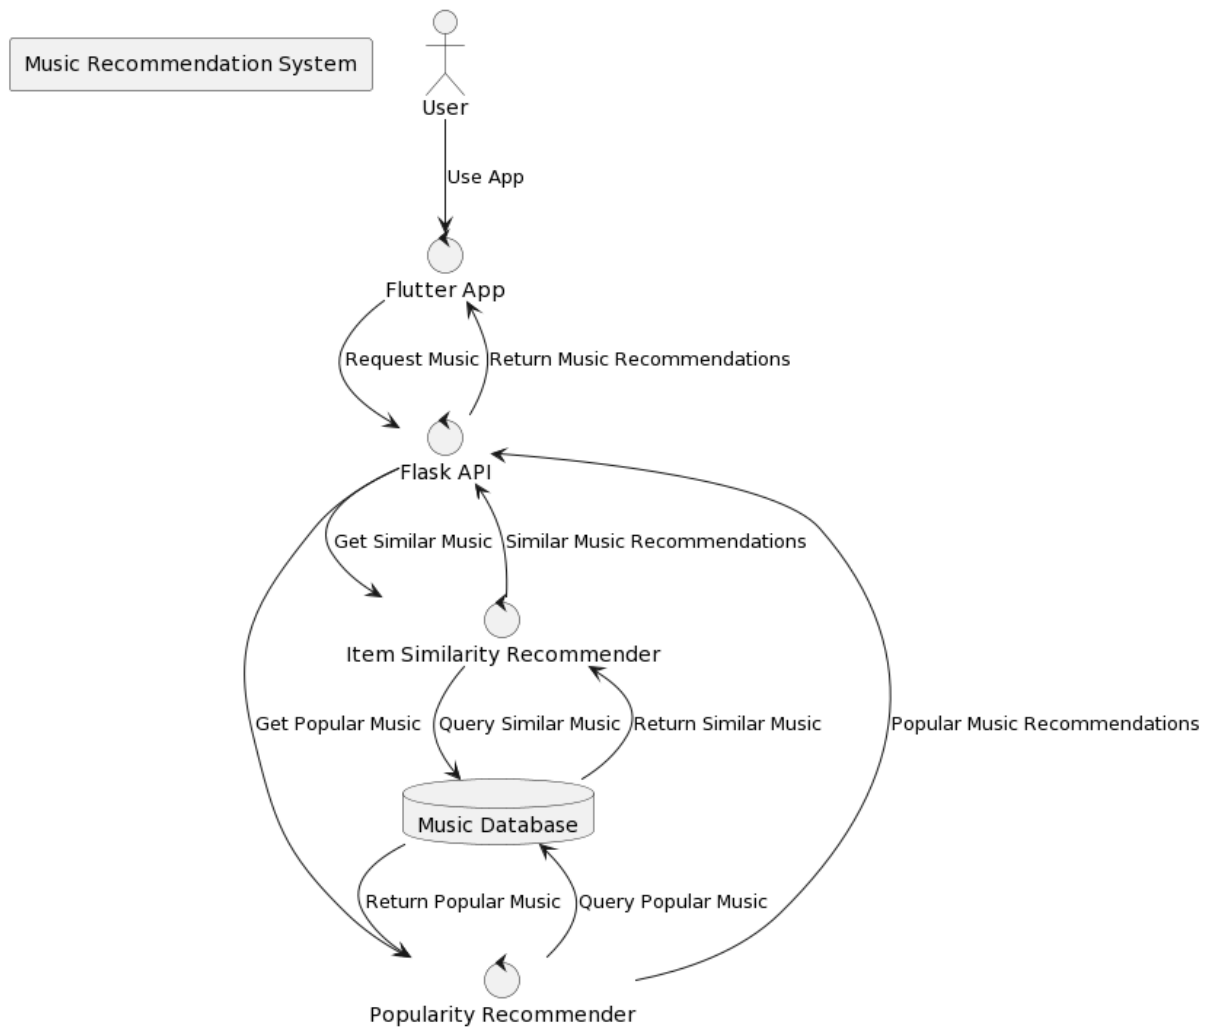 Music Recommendation System
User
Use App
Flutter App
Request Music
Return Music Recommendations
Flask API
Get Similar Music
Similar Music Recommendations
Item Similarity Recommender
Get Popular Music
Query Similar Music
Return Similar Music
Popular Music Recommendations
Music Database
Return Popular Music
Query Popular Music
Popularity Recommender